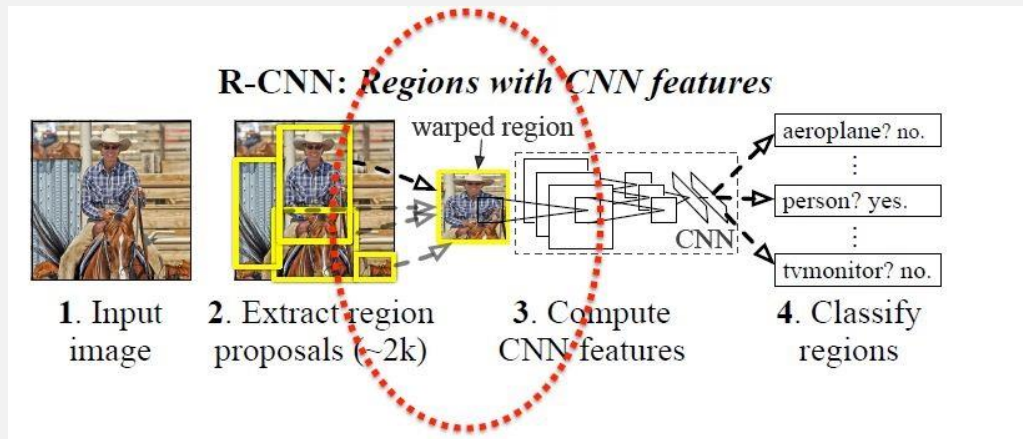 R-CNN: Regions with CNN features
warped region
aeroplane? no.
person? yes.
CNN
tvmonitor? no.
1. Input
image
2. Extract region
proposals (~2k)
3. Compute
CNN features
4. Classify
regions